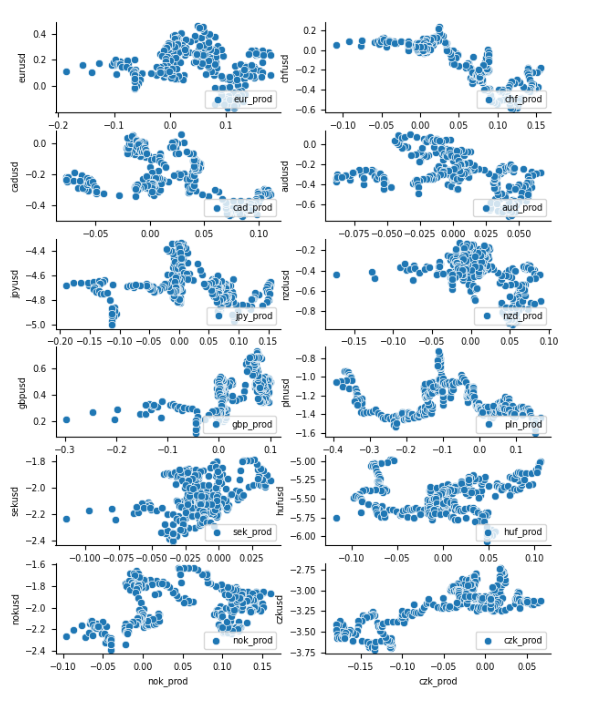 eurusd
0.4
0.2
0.0
−0.2 −0.1 0.0 0.1
eur_prod
chfusd
0.2
0.0
−0.2
−0.4
−0.6
−0.10 −0.05 0.00 0.05 0.10 0.15
chf_prod
cadusd
0.0
−0.2
−0.4
−0.05 0.00 0.05 0.10
cad_prod
audusd
0.0
−0.2
−0.4
−0.6
−0.075 −0.050 −0.025 0.000 0.025 0.050
aud_prod
jpyusd
−4.4
−4.6
−4.8
−5.0
−0.20 −0.15 −0.10 −0.05 0.00 0.05 0.10 0.15
jpy_prod
nzdusd
−0.2
−0.4
−0.6
−0.8
−0.15 −0.10 −0.05 0.00 0.05 0.10
nzd_prod
gbpusd
0.6
0.4
0.2
−0.3 −0.2 −0.1 0.0 0.1
gbp_prod
plnusd
−0.8
−1.0
−1.2
−1.4
−1.6
−0.4 −0.3 −0.2 −0.1 0.0 0.1
pln_prod
sekusd
−1.8
−2.0
−2.2
−2.4
−0.100 −0.075 −0.050 −0.025 0.000 0.025
sek_prod
hufusd
−5.00
−5.25
−5.50
−5.75
−6.00
−0.10 −0.05 0.00 0.05 0.10
huf_prod
nokusd
−1.6
−1.8
−2.0
−2.2
−2.4
−0.10 −0.05 0.00 0.05 0.10 0.15
nok_prod
nok_prod
czkusd
−2.75
−3.00
−3.25
−3.50
−3.75
−0.15 −0.10 −0.05 0.00 0.05
czk_prod
czk_prod